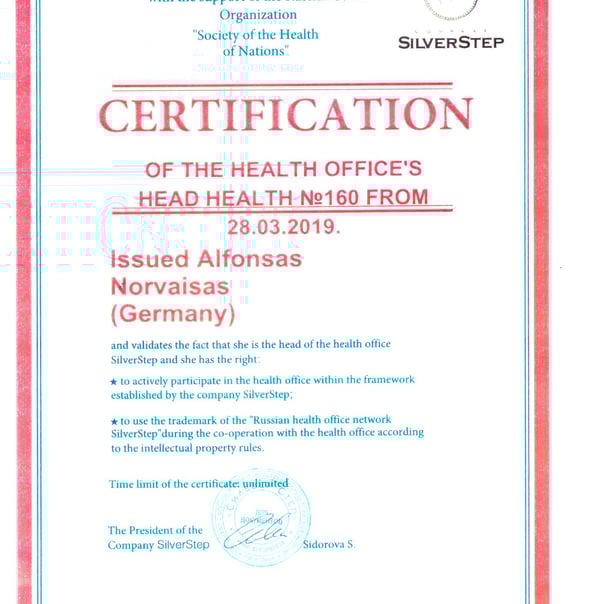 Organization
"Society of the Health
of Nations".
SILVERSTEP
CERTIFICATION
OF THE HEALTH OFFICE'S
HEAD HEALTH №160 FROM
28.03.2019.
Issued Alfonsas
Norvaisas
(Germany)
and validates the fact that she is the head of the health office
SilverStep and she has the right:
★ to actively participate in the health office within the framework
established by the company SilverStep;
★ to use the trademark of the "Russian health office network
SilverStep"during the co-operation with the health office according
to the intellectual property rules.
Time limit of the certificate: unlimited
The President of the
Company SilverStep
Sidorova S.